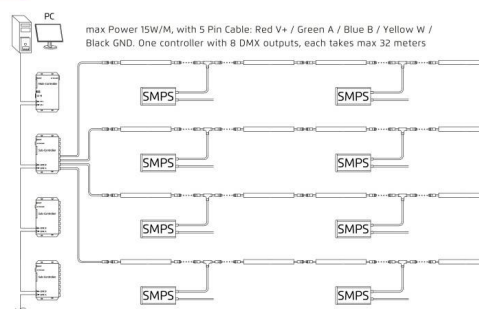 PC
max Power 15W/M, with 5 Pin Cable: Red V+ / Green A / Blue B / Yellow W /
Black GND. One controller with 8 DMX outputs, each takes max 32 meters
SMPS
SMPS
SMPS
SMPS
SMPS
SMPS
SMPS
SMPS